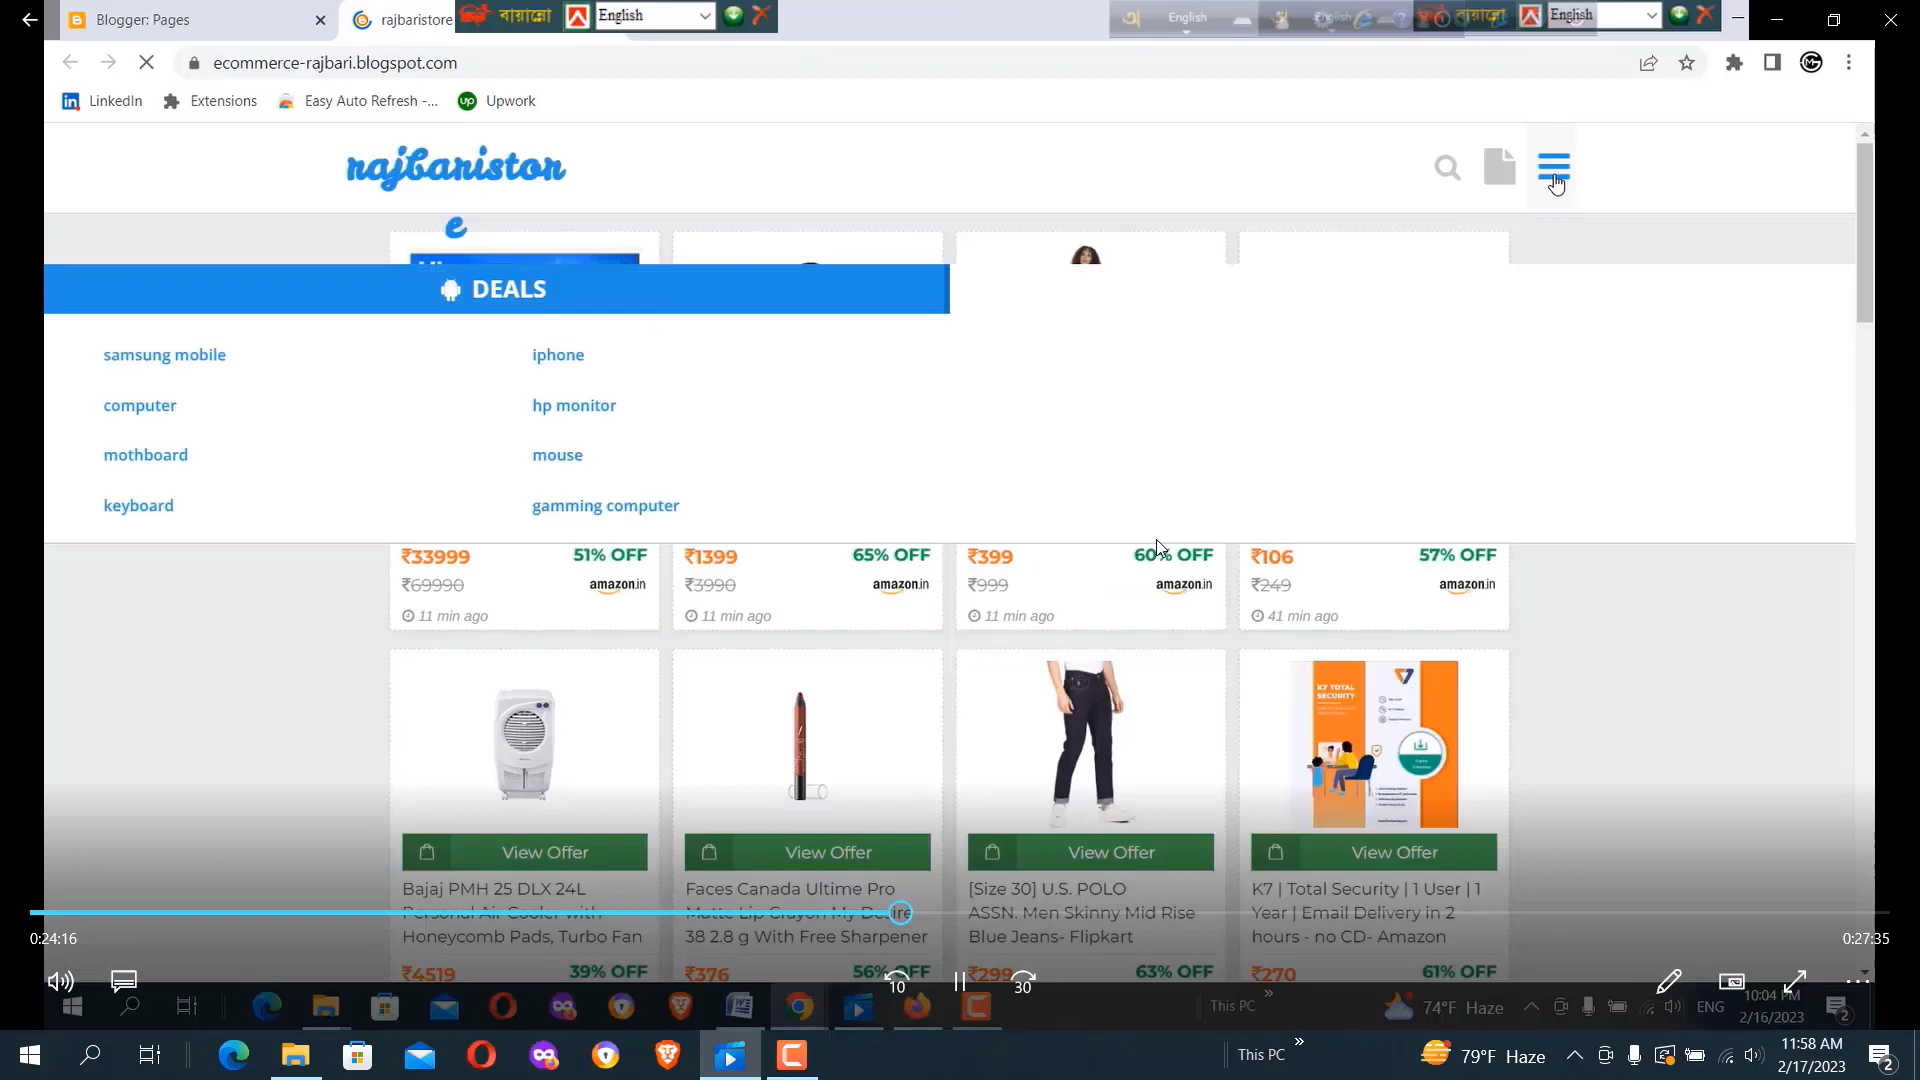 Blogger: Pages
rajbaristore
বায়ান্নো
English
English
English
বায়ান্নো
English
ecommerce-rajbari.blogspot.com
LinkedIn
Extensions
Easy Auto Refresh -...
up
Upwork
rajbaristor
e
DEALS
samsung mobile
iphone
computer
hp monitor
mothboard
mouse
keyboard
gamming computer
₹33999
51% OFF
₹1399
65% OFF
₹399
60% OFF
₹106
57% OFF
₹69990
amazon.in
₹3990
amazon.in
₹999
amazon.in
₹249
amazon.in
11 min ago
11 min ago
11 min ago
41 min ago
K7 TOTAL
SECURITY
View Offer
View Offer
View Offer
View Offer
Bajaj PMH 25 DLX 24L
Personal Air Cooler with
Honeycomb Pads, Turbo Fan
Faces Canada Ultime Pro
Matte Lip Crayon My Desire
38 2.8 g With Free Sharpener
[Size 30] U.S. POLO
ASSN. Men Skinny Mid Rise
Blue Jeans- Flipkart
K7 | Total Security | 1 User | 1
Year | Email Delivery in 2
hours - no CD- Amazon
₹4519
39% OFF
₹376
56% OFF
₹299
63% OFF
₹270
61% OFF
0:24:16
0:27:35
10
30
This PC
74°F Haze
ENG
10:04 PM
2/16/2023
2
This PC
79°F Haze
11:58 AM
2/17/2023
2